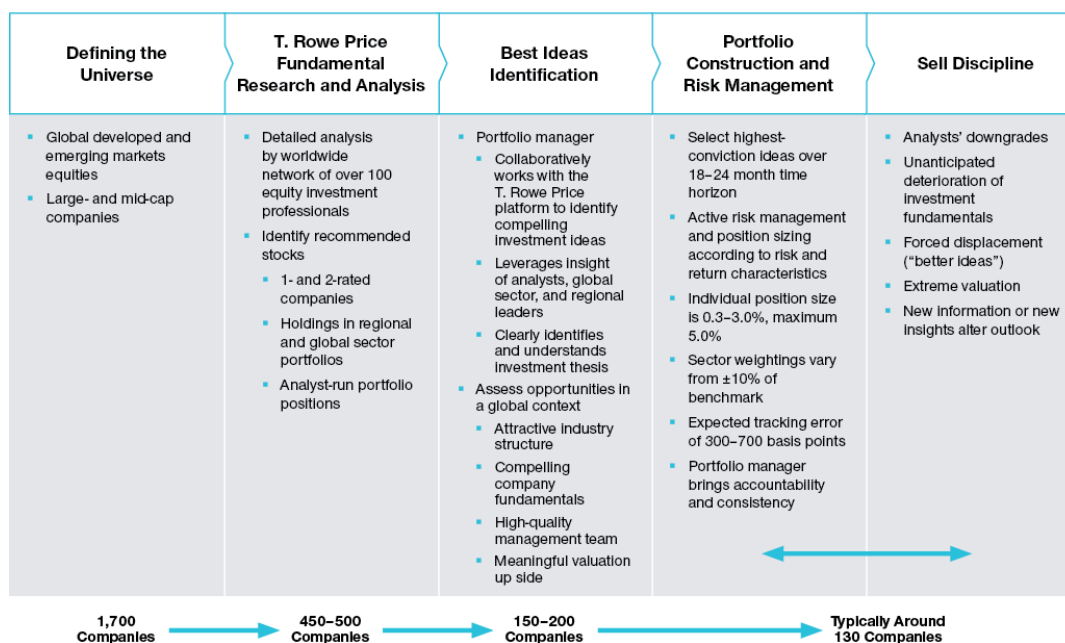 Defining the
Universe
T. Rowe Price
Fundamental
Research and Analysis
Best Ideas
Identification
Portfolio
Construction and
Risk Management
Sell Discipline
▪ Global developed and
emerging markets
equities
▪ Large- and mid-cap
companies
▪ Detailed analysis
by worldwide
network of over 100
equity investment
professionals
▪ Identify recommended
stocks
▪ 1- and 2-rated
companies
▪ Holdings in regional
and global sector
portfolios
▪ Analyst-run portfolio
positions
▪ Portfolio manager
▪ Collaboratively
works with the
T. Rowe Price
platform to identify
compelling
investment ideas
▪ Leverages insight
of analysts, global
sector, and regional
leaders
▪ Clearly identifies
and understands
investment thesis
▪ Assess opportunities in
a global context
▪ Attractive industry
structure
▪ Compelling
company
fundamentals
▪ High-quality
management team
▪ Meaningful valuation
up side
▪ Select highest-
conviction ideas over
18–24 month time
horizon
▪ Active risk management
and position sizing
according to risk and
return characteristics
▪ Individual position size
is 0.3–3.0%, maximum
5.0%
▪ Sector weightings vary
from ±10% of
benchmark
▪ Expected tracking error
of 300–700 basis points
▪ Portfolio manager
brings accountability
and consistency
▪ Analysts' downgrades
▪ Unanticipated
deterioration of
investment
fundamentals
▪ Forced displacement
("better ideas")
▪ Extreme valuation
▪ New information or new
insights alter outlook
1,700
Companies
450–500
Companies
150–200
Companies
Typically Around
130 Companies